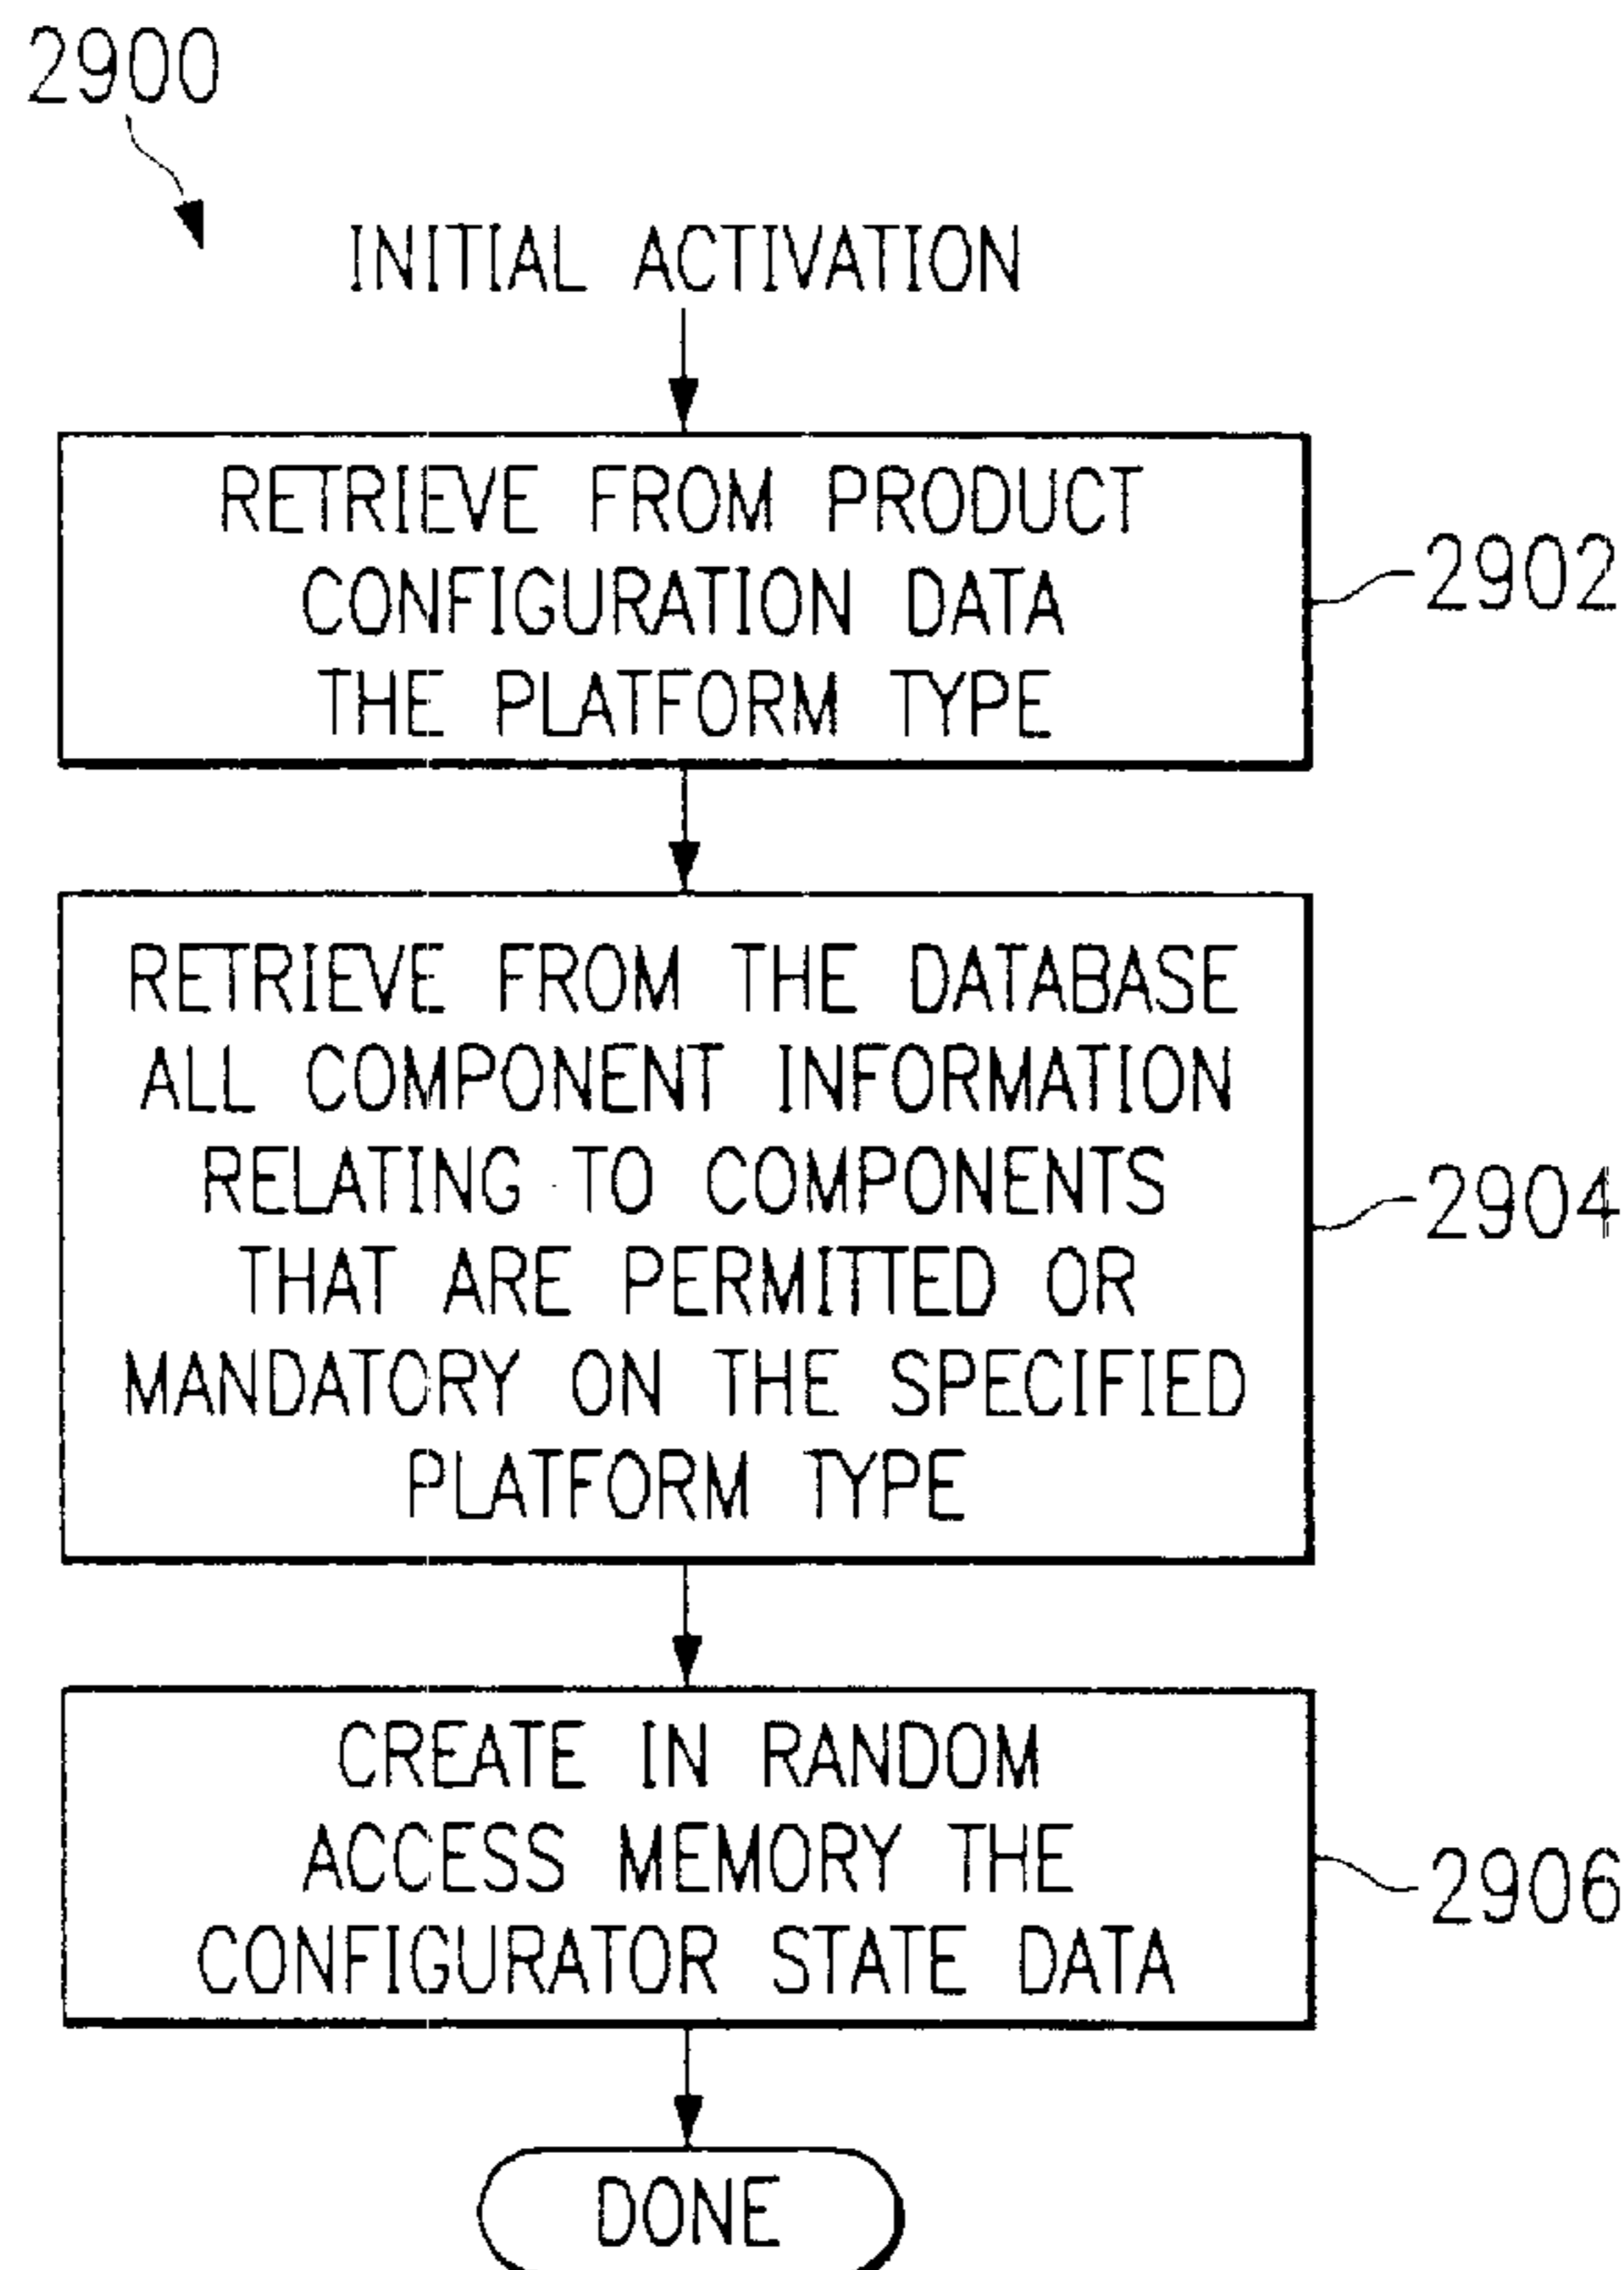 2900
INITIAL ACTIVATION
RETRIEVE FROM PRODUCT
CONFIGURATION DATA
THE PLATFORM TYPE
2902
RETRIEVE FROM THE DATABASE
ALL COMPONENT INFORMATION
RELATING TO COMPONENTS
THAT ARE PERMITTED OR
MANDATORY ON THE SPECIFIED
PLATFORM TYPE
2904
CREATE IN RANDOM
ACCESS MEMORY THE
CONFIGURATOR STATE DATA
2906
DONE